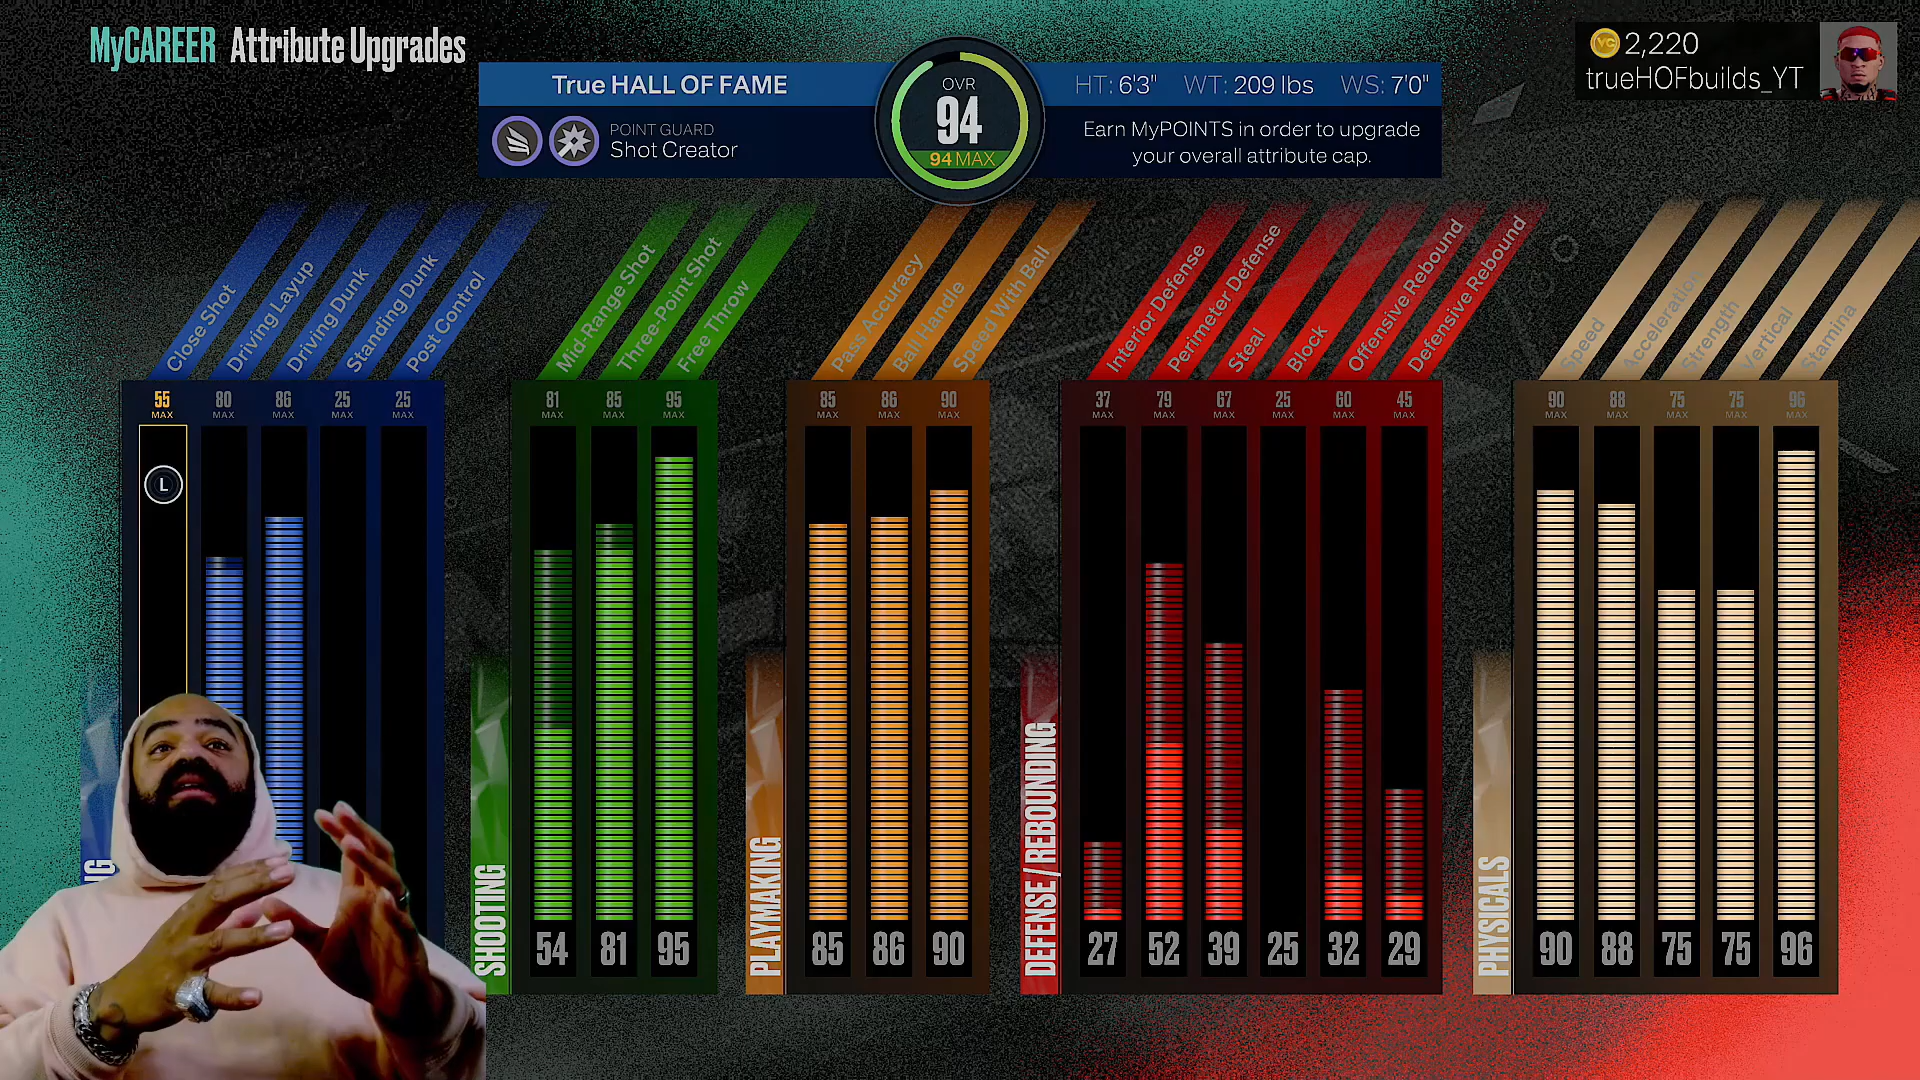 MyCAREER Attribute Upgrades
True HALL OF FAME
POINT GUARD
Shot Creator
OVR
94
94 MAX
HT: 6'3" WT: 209 lbs WS: 7'0"
Earn MyPOINTS in order to upgrade
your overall attribute cap.
VC 2,220
trueHOFbuilds_YT
Close Shot
Driving Layup
Driving Dunk
Standing Dunk
Post Control
Mid-Range Shot
Three-Point Shot
Free Throw
Pass Accuracy
Ball Handle
Speed With Ball
Interior Defense
Perimeter Defense
Steal
Block
Offensive Rebound
Defensive Rebound
Speed
Acceleration
Strength
Vertical
Stamina
55 80 86 25 25
MAX MAX MAX MAX MAX
81 85 95
MAX MAX MAX
85 86 90
MAX MAX MAX
37 79 67 25 60 45
MAX MAX MAX MAX MAX MAX
90 88 75 75 96
MAX MAX MAX MAX MAX
L
NG
SHOOTING
54 81 95
PLAYMAKING
85 86 90
DEFENSE/REBOUNDING
27 52 39 25 32 29
PHYSICALS
90 88 75 75 96